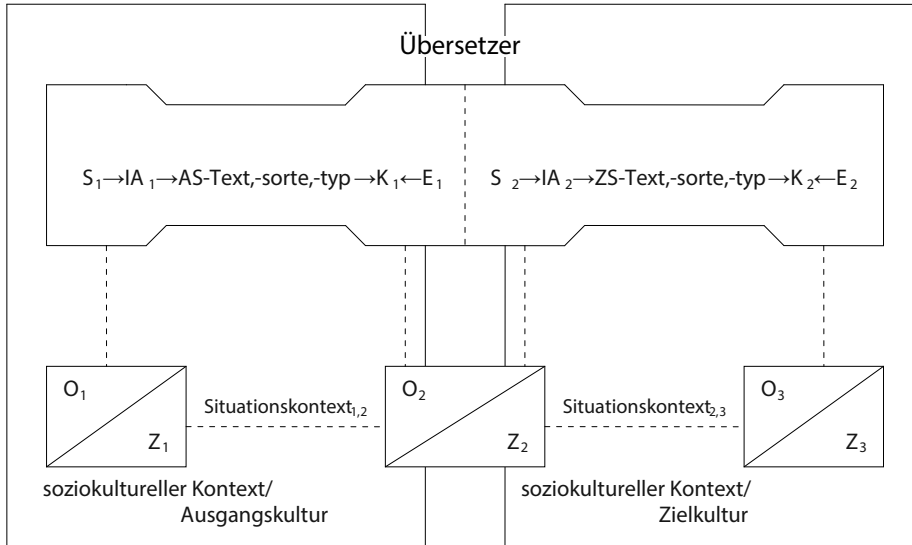 Übersetzer
S₁→IA₁→AS-Text,-sorte,-typ→K₁←E₁ S₂→IA₂→ZS-Text,-sorte,-typ→K₂←E₂
O₁ Situationskontext₁,₂ O₂ Situationskontext₂,₃ O₃
Z₁ Z₂ Z₃
soziokultureller Kontext/ soziokultureller Kontext/
Ausgangskultur Zielkultur